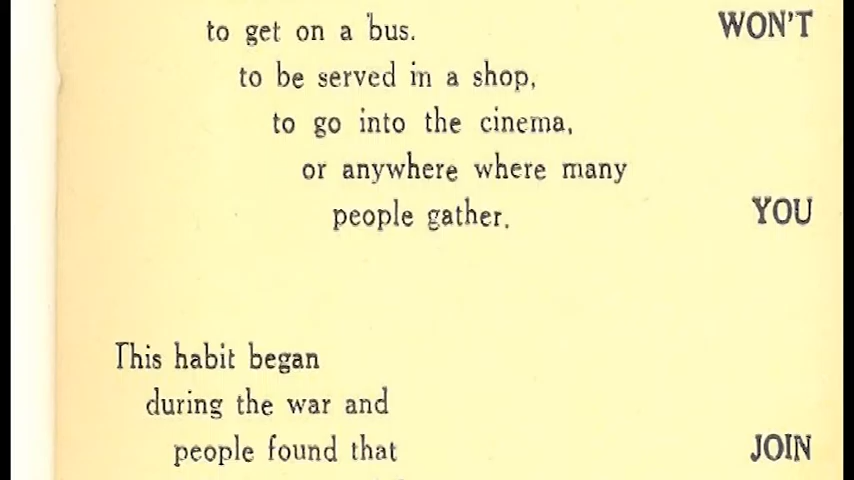 to get on a bus. WON'T
to be served in a shop,
to go into the cinema,
or anywhere where many
people gather. YOU
This habit began
during the war and
people found that JOIN